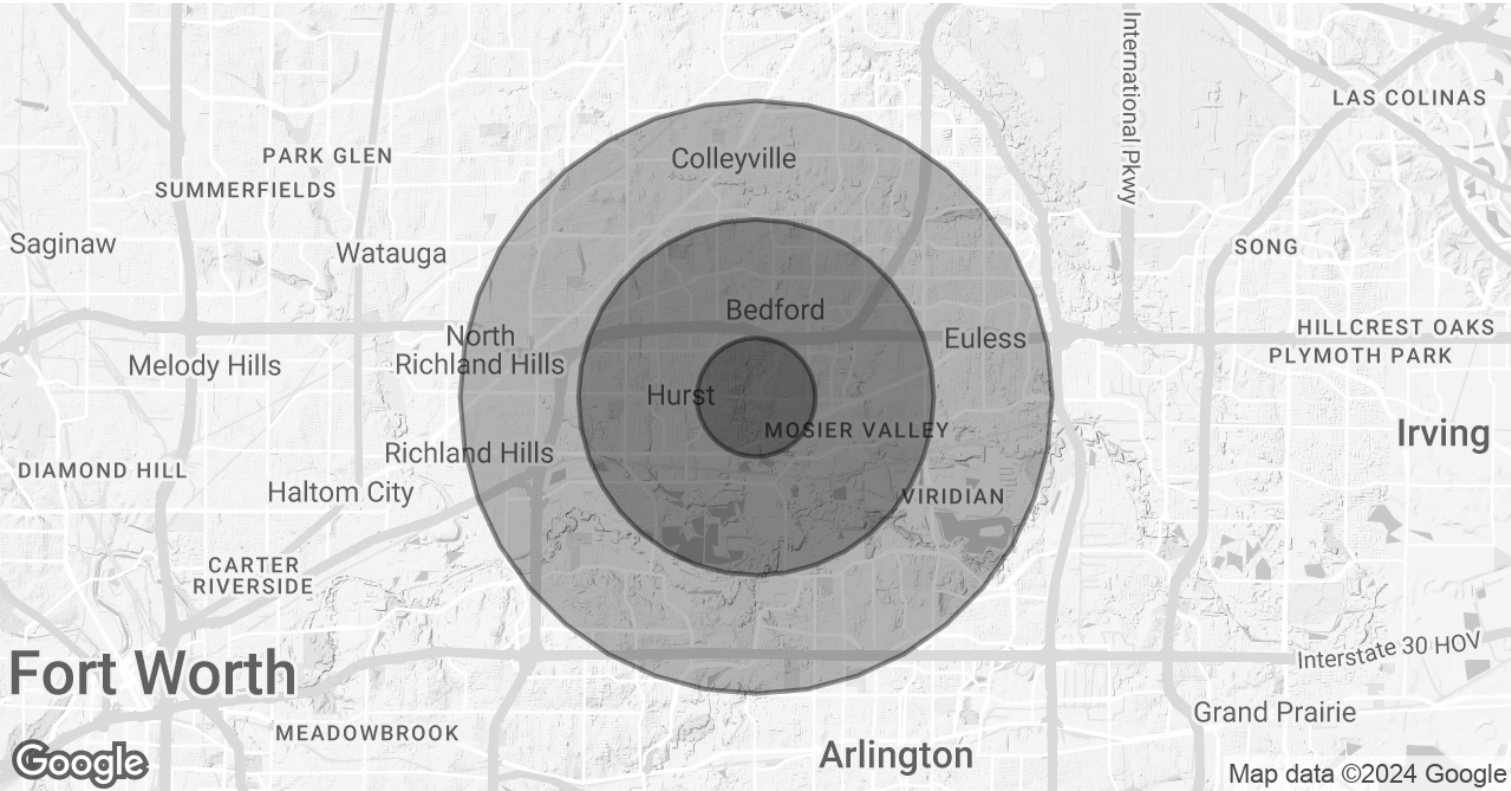 International Pkwy
LAS COLINAS
PARK GLEN
Colleyville
SUMMERFIELDS
Saginaw
Watauga
SONG
Bedford
North
Richland Hills
Euless
HILLCREST OAKS
PLYMOTH PARK
Melody Hills
Hurst
MOSIER VALLEY
Irving
Richland Hills
DIAMOND HILL
Haltom City
VIRIDIAN
CARTER
RIVERSIDE
Interstate 30 HOV
Fort Worth
Grand Prairie
MEADOWBROOK
Arlington
Google
Map data ©2024 Google